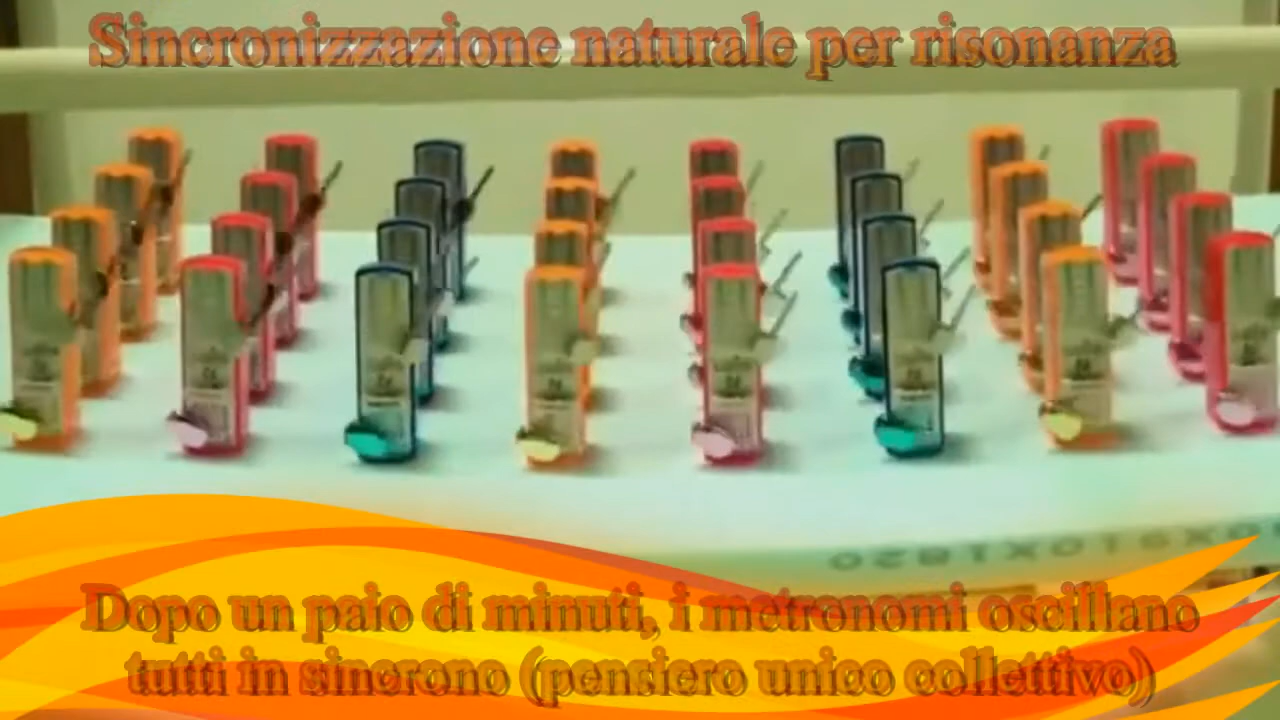 Sincronizzazione naturale per risonanza
Dopo un paio di minuti, i metronomi oscillano
tutti in sincrono (pensiero unico collettivo)